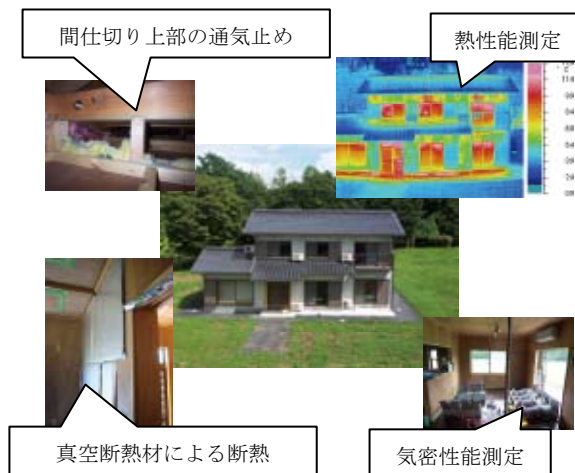 間仕切り上部の通気止め
熱性能測定
真空断熱材による断熱
気密性能測定